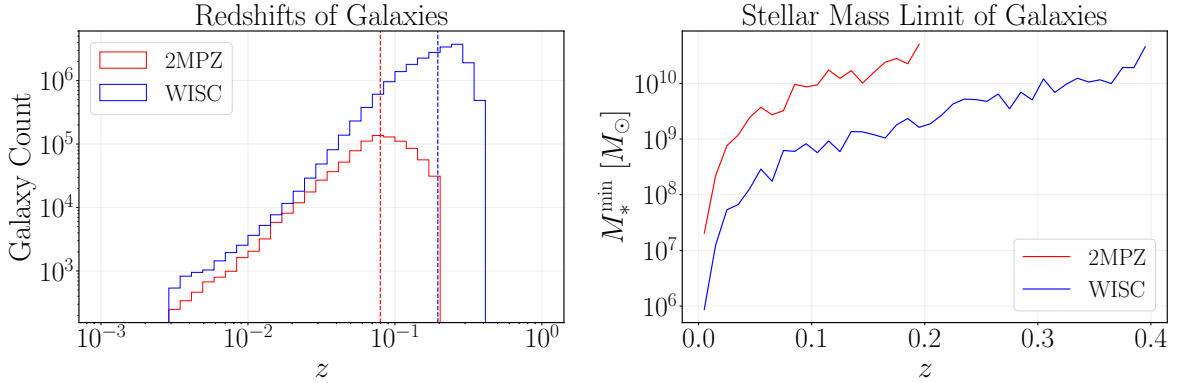 Redshifts of Galaxies
Galaxy Count
10^6
10^5
10^4
10^3
2MPZ
WISC
10^{-3}
10^{-2}
10^{-1}
10^0
z
Stellar Mass Limit of Galaxies
M_*^{min} [M_⊙]
10^{10}
10^9
10^8
10^7
10^6
2MPZ
WISC
0.0
0.1
0.2
0.3
0.4
z